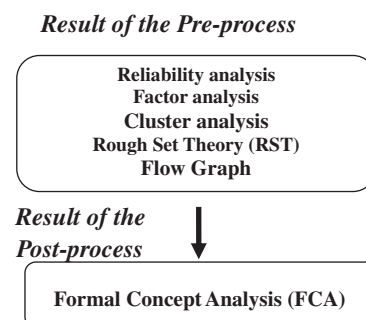 Result of the Pre-process
Reliability analysis
Factor analysis
Cluster analysis
Rough Set Theory (RST)
Flow Graph
Result of the
Post-process
Formal Concept Analysis (FCA)